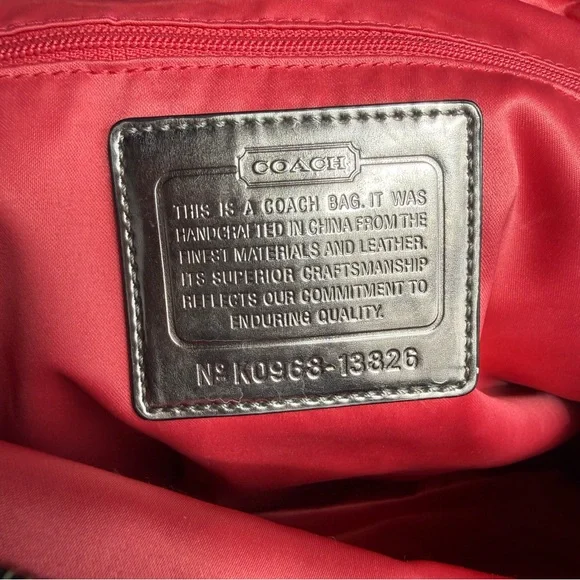 COACH
THIS IS A COACH BAG. IT WAS
HANDCRAFTED IN CHINA FROM THE
FINEST MATERIALS AND LEATHER.
ITS SUPERIOR CRAFTSMANSHIP
REFLECTS OUR COMMITMENT TO
ENDURING QUALITY.
Nº K0968-13826